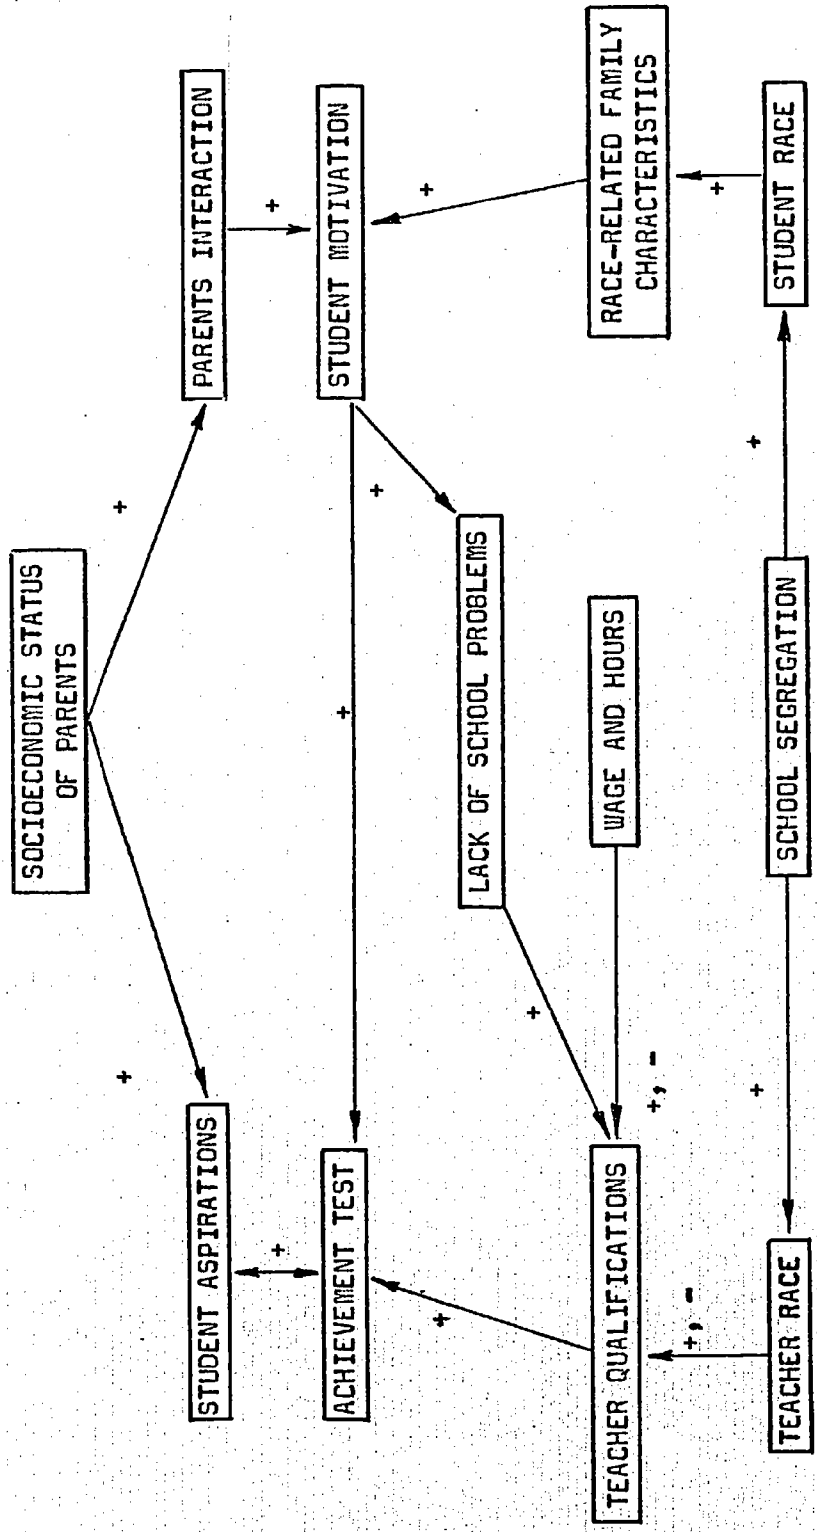 SOCIOECONOMIC STATUS
OF PARENTS
+
+
STUDENT ASPIRATIONS
PARENTS INTERACTION
+
+
ACHIEVEMENT TEST
+
STUDENT MOTIVATION
+
+
+
LACK OF SCHOOL PROBLEMS
+
TEACHER QUALIFICATIONS
+, -
WAGE AND HOURS
RACE-RELATED FAMILY
CHARACTERISTICS
+, -
+
TEACHER RACE
+
SCHOOL SEGREGATION
+
STUDENT RACE